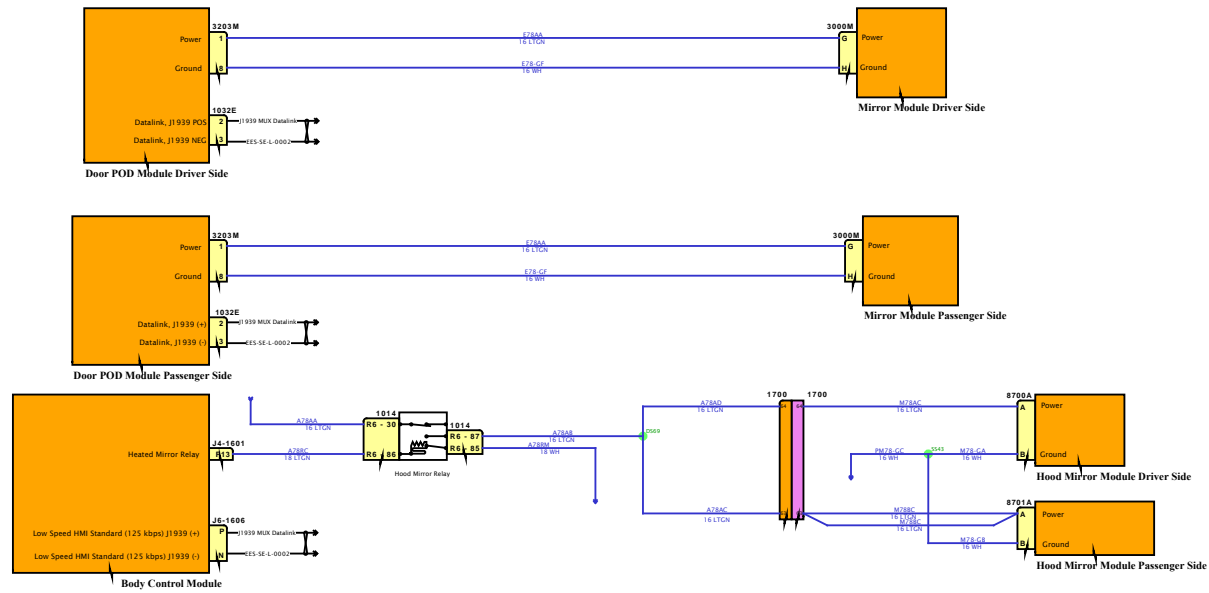 3203M
3000M
Power
1
E78AA
16 LTGN
G
Power
Ground
8
E78-GF
16 WH
H
Ground
1032E
Mirror Module Driver Side
Datalink, J1939 POS
2
J1939 MUX Datalink
Datalink, J1939 NEG
3
EES-SE-L-0002
Door POD Module Driver Side
3203M
3000M
Power
1
E78AA
16 LTGN
G
Power
Ground
8
E78-GF
16 WH
H
Ground
1032E
Mirror Module Passenger Side
Datalink, J1939 (+)
2
J1939 MUX Datalink
Datalink, J1939 (-)
3
EES-SE-L-0002
Door POD Module Passenger Side
1700
1700
8700A
A78AD
16 LTGN
M78AC
16 LTGN
A
Power
1014
A78AA
16 LTGN
R6 - 30
1014
R6 - 87
A78AB
16 LTGN
DS69
J4-1601
Heated Mirror Relay
A78RC
18 LTGN
R6 - 86
R6 - 85
A78RM
18 WH
PM78-GC
16 WH
M78-GA
16 WH
B
Ground
Hood Mirror Relay
Hood Mirror Module Driver Side
8701A
A78AC
16 LTGN
M78BC
16 LTGN
M78BC
16 LTGN
A
Power
J6-1606
Low Speed HMI Standard (125 kbps) J1939 (+)
P
J1939 MUX Datalink
M78-GB
16 WH
B
Ground
Low Speed HMI Standard (125 kbps) J1939 (-)
N
EES-SE-L-0002
Hood Mirror Module Passenger Side
Body Control Module